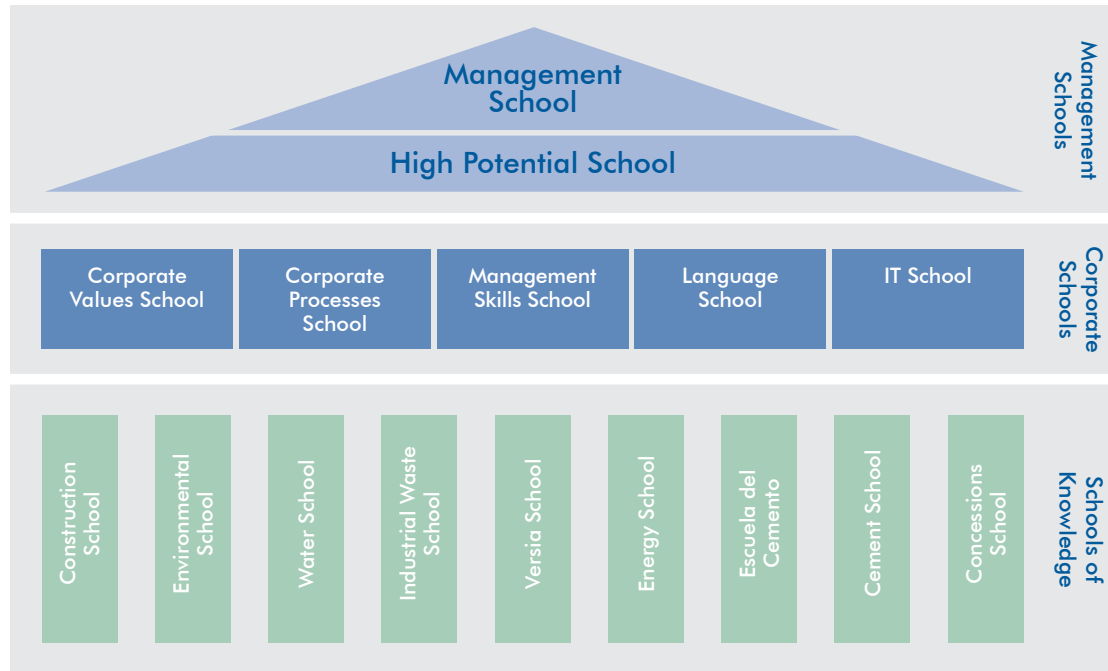 Management
School
High Potential School
Management
Schools
Corporate
Values School
Corporate
Processes
School
Management
Skills School
Language
School
IT School
Corporate
Schools
Construction
School
Environmental
School
Water School
Industrial Waste
School
Versia School
Energy School
Escuela del
Cemento
Cement School
Concessions
School
Schools of
Knowledge